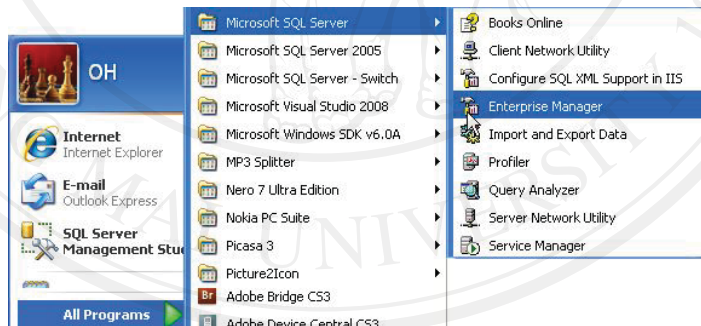 OH
Internet
Internet Explorer
E-mail
Outlook Express
SQL Server
Management Stu
All Programs
Microsoft SQL Server
Microsoft SQL Server 2005
Microsoft SQL Server - Switch
Microsoft Visual Studio 2008
Microsoft Windows SDK v6.0A
MP3 Splitter
Nero 7 Ultra Edition
Nokia PC Suite
Picasa 3
Picture2Icon
Br Adobe Bridge CS3
Adobe Device Central CS3
Books Online
Client Network Utility
Configure SQL XML Support in IIS
Enterprise Manager
Import and Export Data
Profiler
Query Analyzer
Server Network Utility
Service Manager
MAI UNIVERSITY